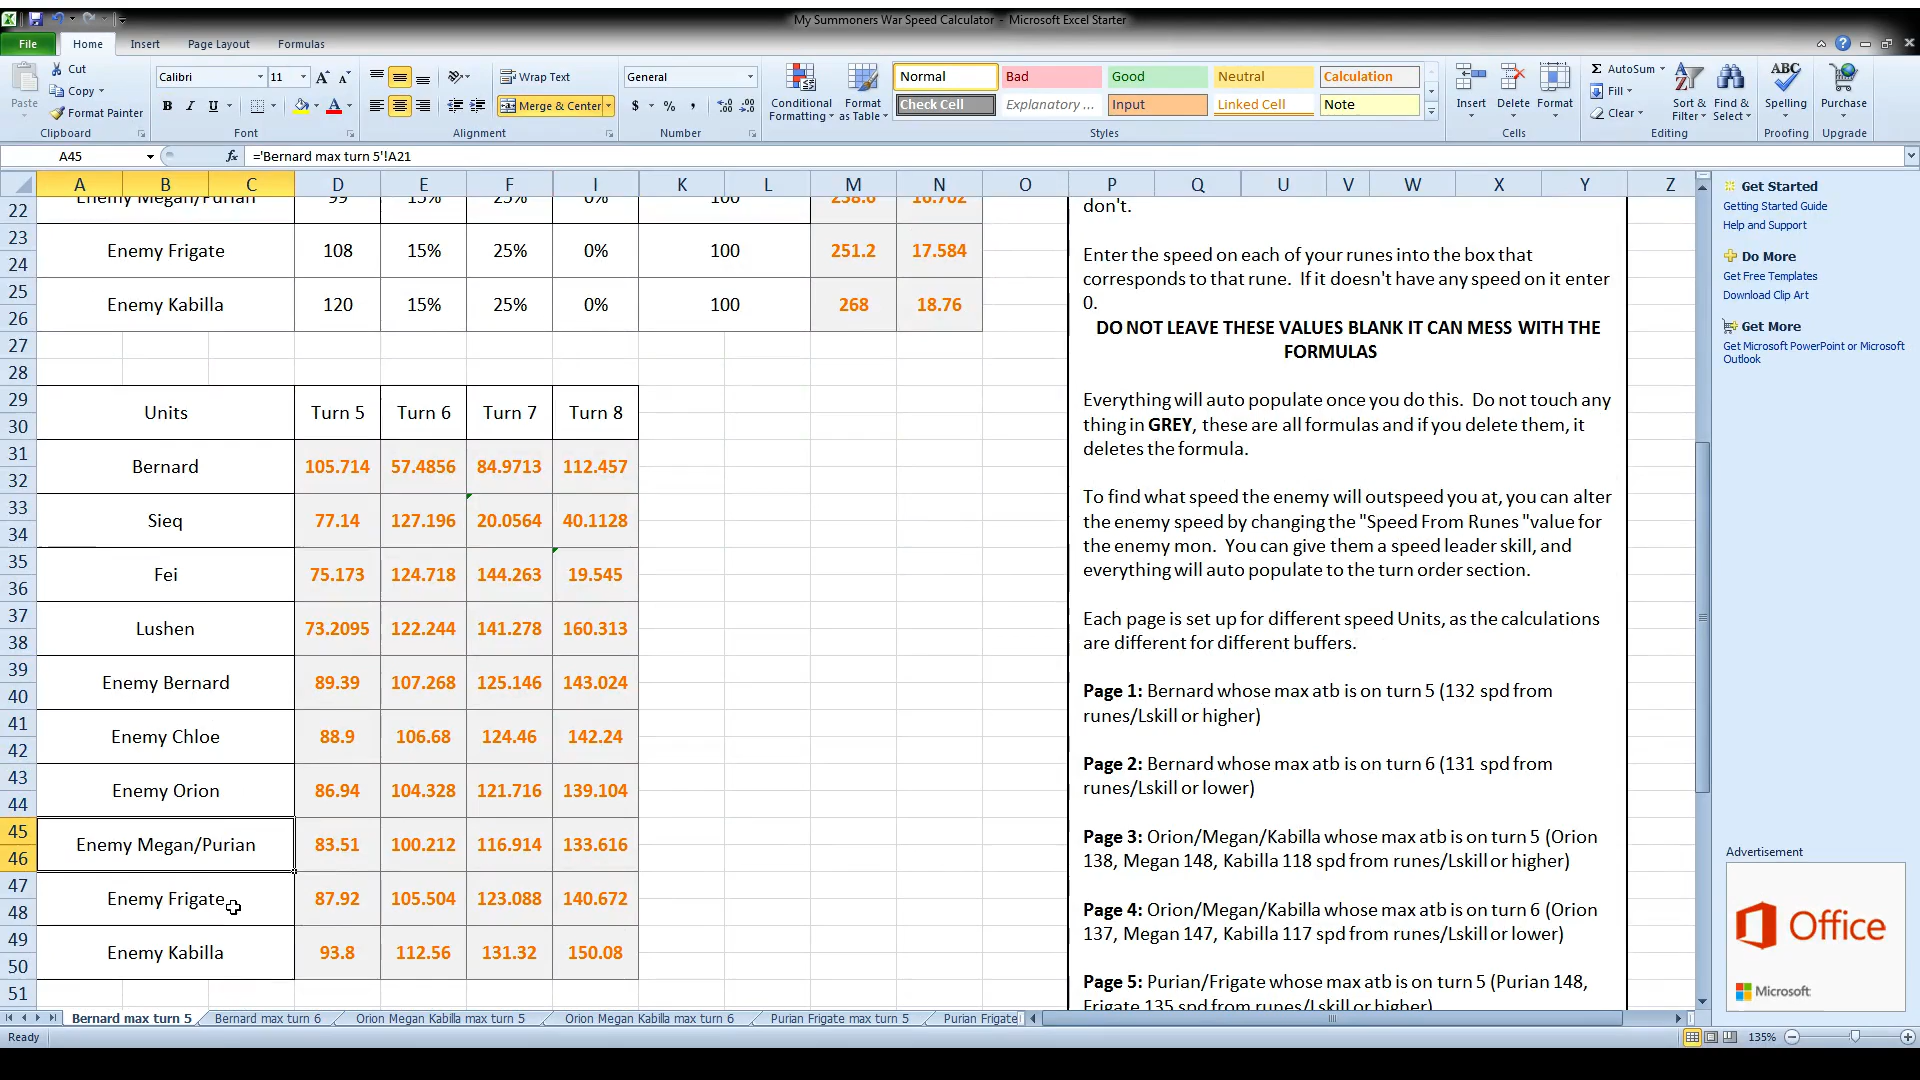 My Summoners War Speed Calculator - Microsoft Excel Starter
File Home Insert Page Layout Formulas
Paste Cut Copy Format Painter Clipboard
Calibri 11 B I U Font
Wrap Text Merge & Center Alignment
General $ % , Number
Conditional Formatting Format as Table
Normal Bad Good Neutral Calculation
Check Cell Explanatory ... Input Linked Cell Note
Styles
Insert Delete Format Cells
AutoSum Fill Clear Sort & Filter Find & Select Editing
Spelling Proofing
Purchase Upgrade
A45 fx ='Bernard max turn 5'!A21
A B C D E F I K L M N O P Q U V W X Y Z
22 Enemy Megan/Purian 99 15% 25% 0% 100 238.6 16.702
23 24 Enemy Frigate 108 15% 25% 0% 100 251.2 17.584
25 26 Enemy Kabilla 120 15% 25% 0% 100 268 18.76
27
28
29 30 Units Turn 5 Turn 6 Turn 7 Turn 8
31 32 Bernard 105.714 57.4856 84.9713 112.457
33 34 Sieq 77.14 127.196 20.0564 40.1128
35 36 Fei 75.173 124.718 144.263 19.545
37 38 Lushen 73.2095 122.244 141.278 160.313
39 40 Enemy Bernard 89.39 107.268 125.146 143.024
41 42 Enemy Chloe 88.9 106.68 124.46 142.24
43 44 Enemy Orion 86.94 104.328 121.716 139.104
45 46 Enemy Megan/Purian 83.51 100.212 116.914 133.616
47 48 Enemy Frigate 87.92 105.504 123.088 140.672
49 50 Enemy Kabilla 93.8 112.56 131.32 150.08
51
don't.
Enter the speed on each of your runes into the box that
corresponds to that rune. If it doesn't have any speed on it enter
0.
DO NOT LEAVE THESE VALUES BLANK IT CAN MESS WITH THE
FORMULAS
Everything will auto populate once you do this. Do not touch any
thing in GREY, these are all formulas and if you delete them, it
deletes the formula.
To find what speed the enemy will outspeed you at, you can alter
the enemy speed by changing the "Speed From Runes "value for
the enemy mon. You can give them a speed leader skill, and
everything will auto populate to the turn order section.
Each page is set up for different speed Units, as the calculations
are different for different buffers.
Page 1: Bernard whose max atb is on turn 5 (132 spd from
runes/Lskill or higher)
Page 2: Bernard whose max atb is on turn 6 (131 spd from
runes/Lskill or lower)
Page 3: Orion/Megan/Kabilla whose max atb is on turn 5 (Orion
138, Megan 148, Kabilla 118 spd from runes/Lskill or higher)
Page 4: Orion/Megan/Kabilla whose max atb is on turn 6 (Orion
137, Megan 147, Kabilla 117 spd from runes/Lskill or lower)
Page 5: Purian/Frigate whose max atb is on turn 5 (Purian 148,
Frigate 135 spd from runes/Lskill or higher)
Get Started
Getting Started Guide
Help and Support
Do More
Get Free Templates
Download Clip Art
Get More
Get Microsoft PowerPoint or Microsoft
Outlook
Advertisement
Office
Microsoft
Bernard max turn 5 Bernard max turn 6 Orion Megan Kabilla max turn 5 Orion Megan Kabilla max turn 6 Purian Frigate max turn 5 Purian Frigate
Ready 135%